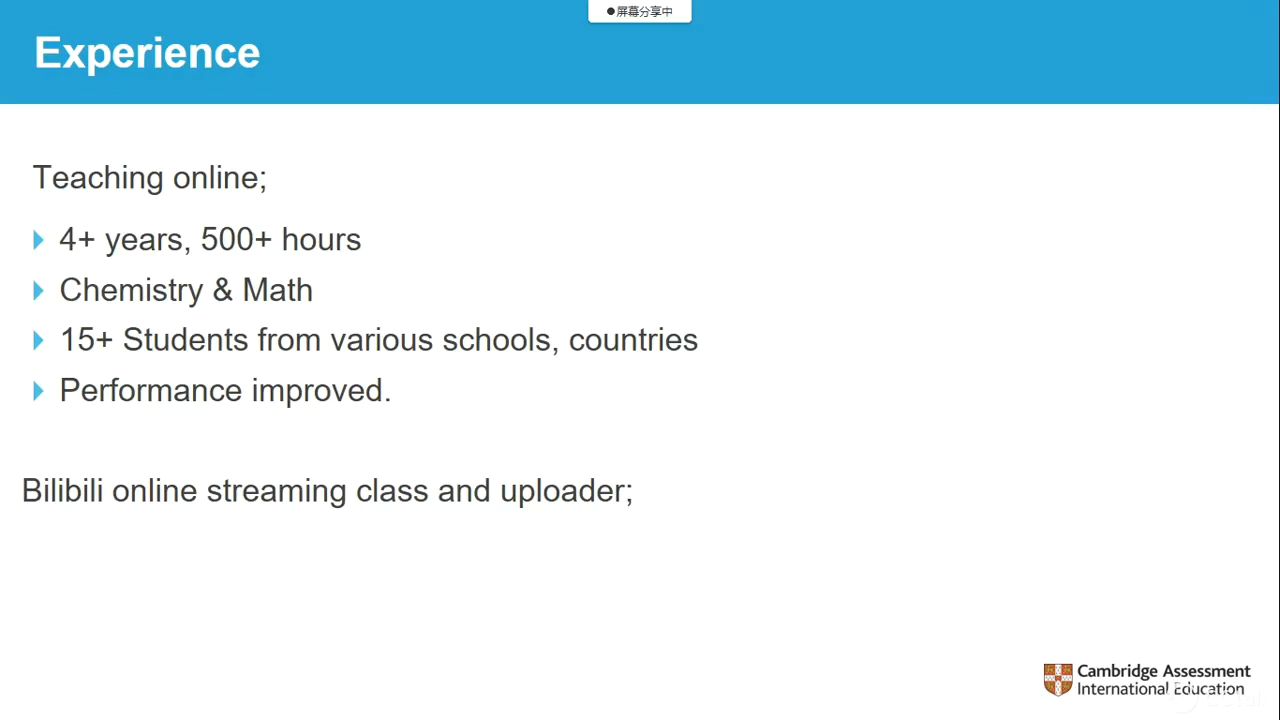 屏幕分享中
Experience
Teaching online;
4+ years, 500+ hours
Chemistry & Math
15+ Students from various schools, countries
Performance improved.
Bilibili online streaming class and uploader;
Cambridge Assessment
International Education